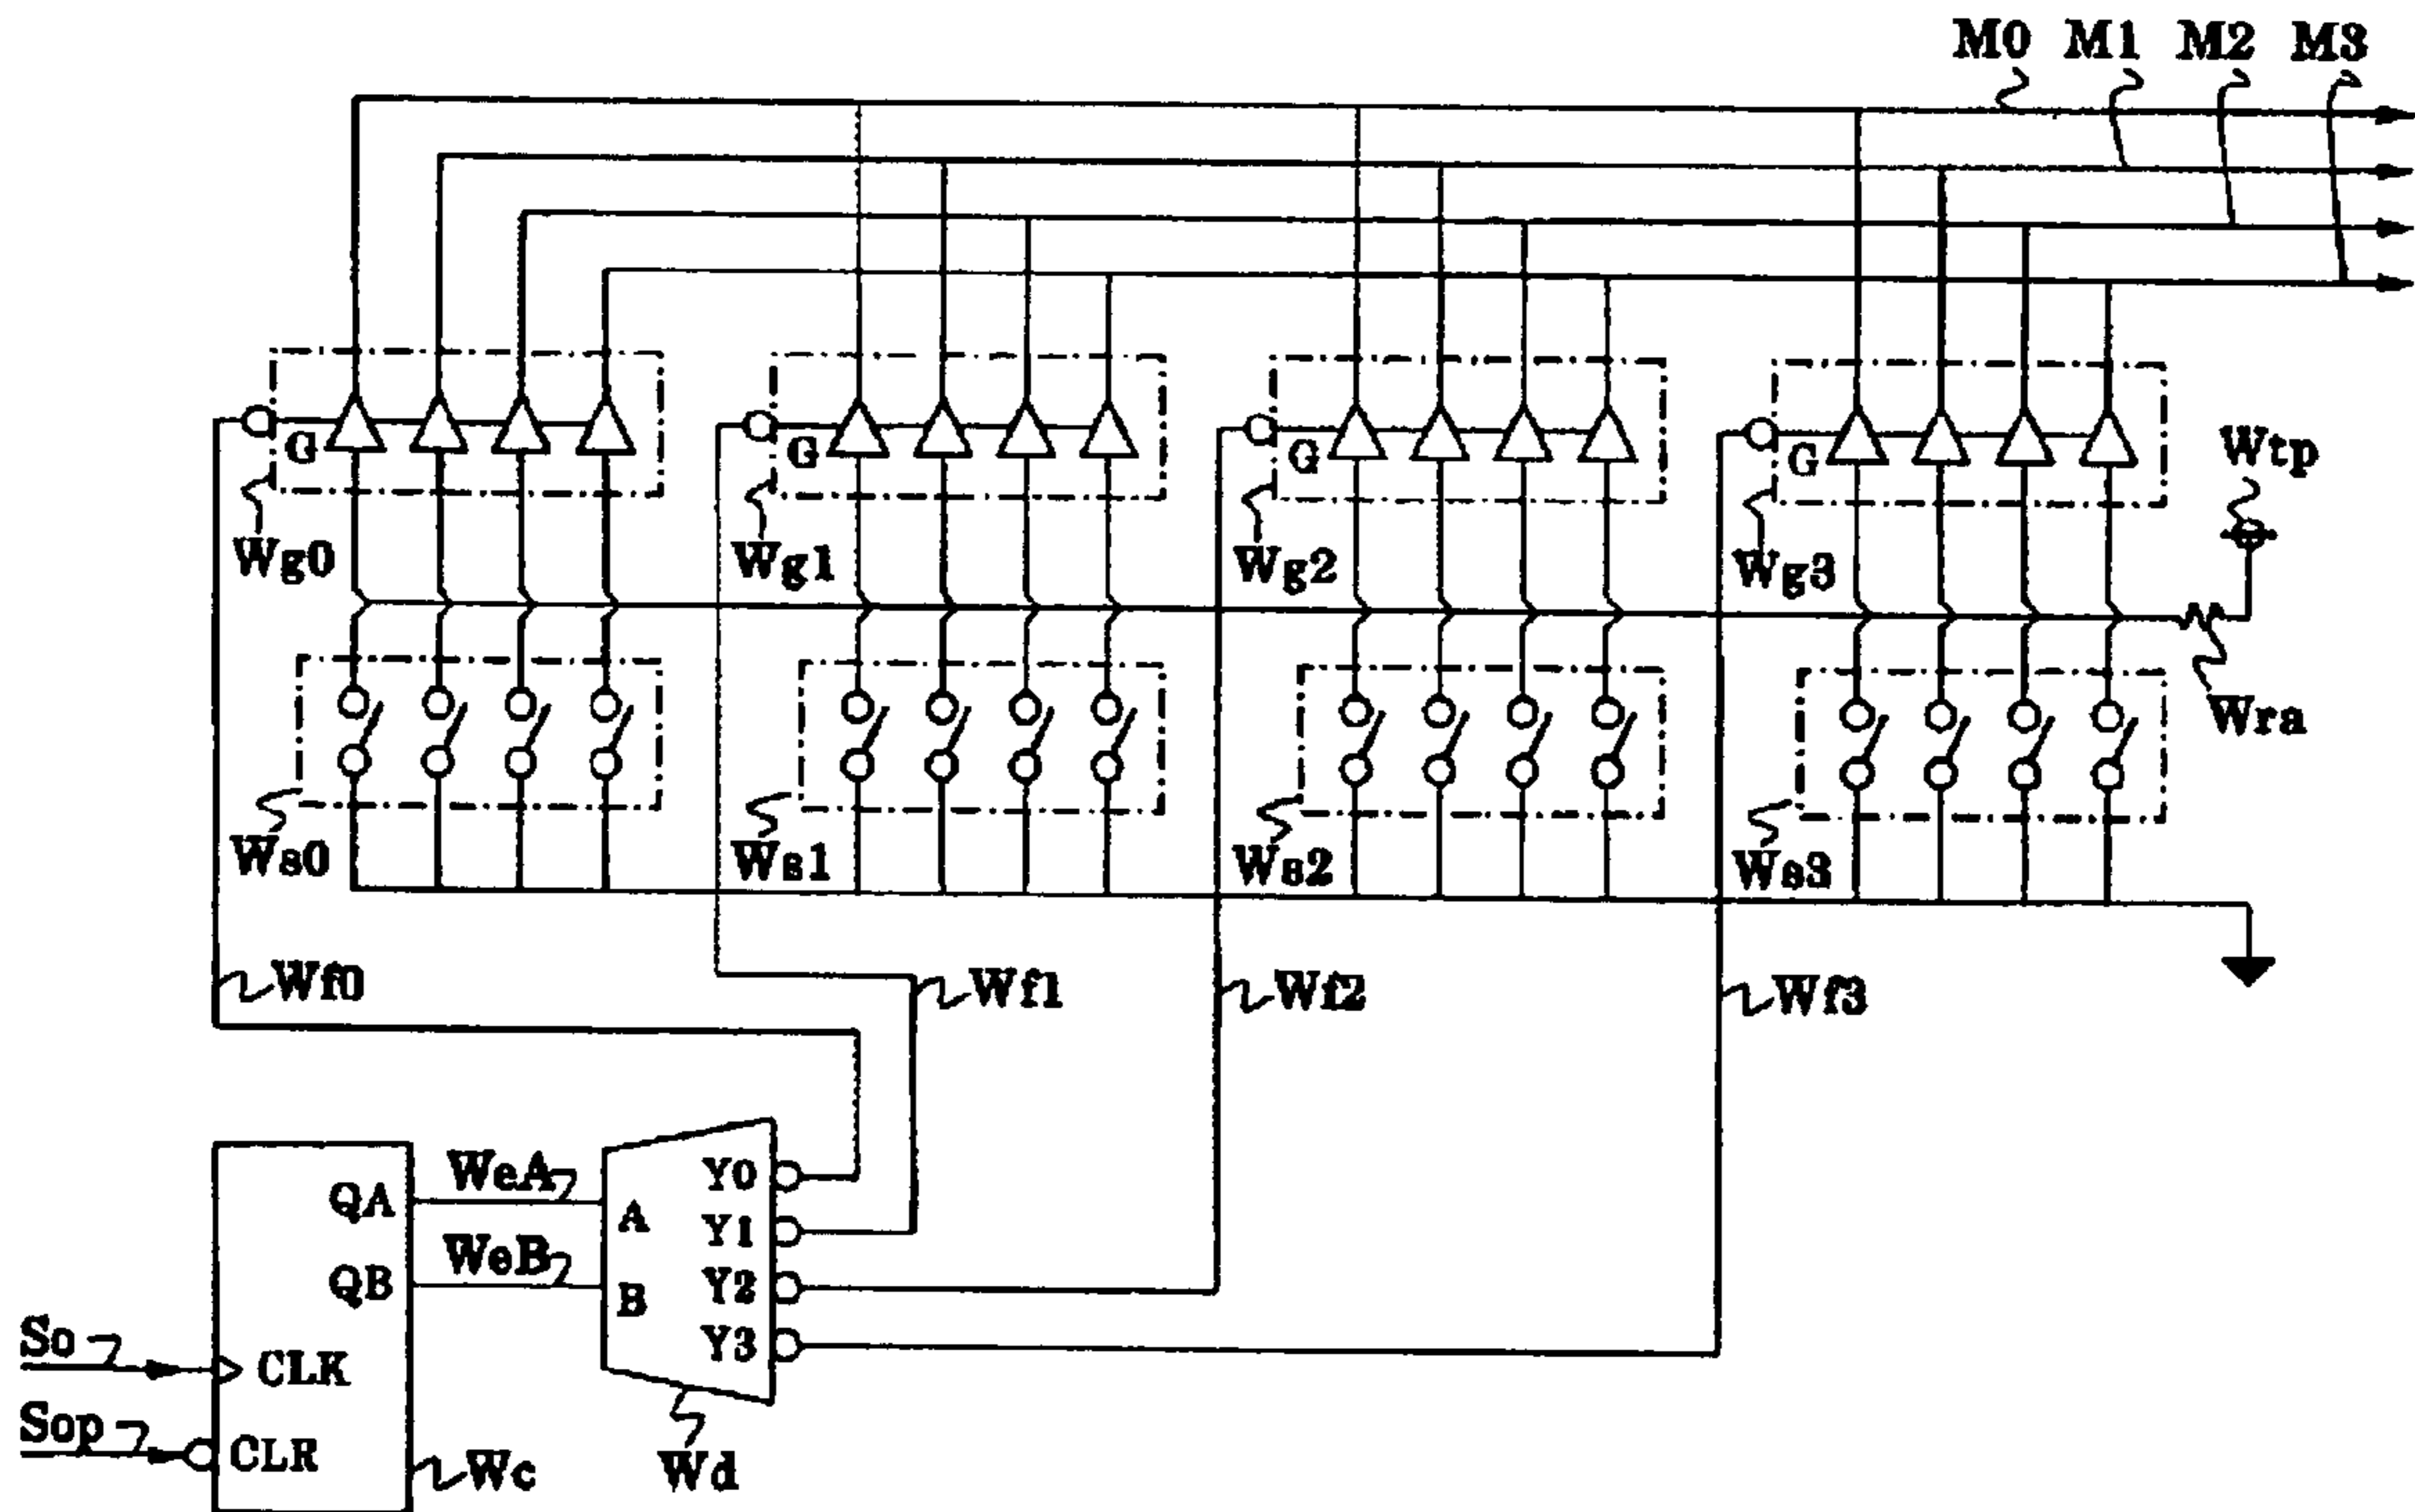 M0 M1 M2 M3
G G G G
Wtp
Wg0 Wg1 Wg2 Wg3
Wra
Ws0 Ws1 Ws2 Ws3
Wf0 Wf1 Wf2 Wf3
WeA
QA A Y0
Y1
WeB
QB B Y2
Y3
So
CLK
Sop
CLR
Wc
Wd